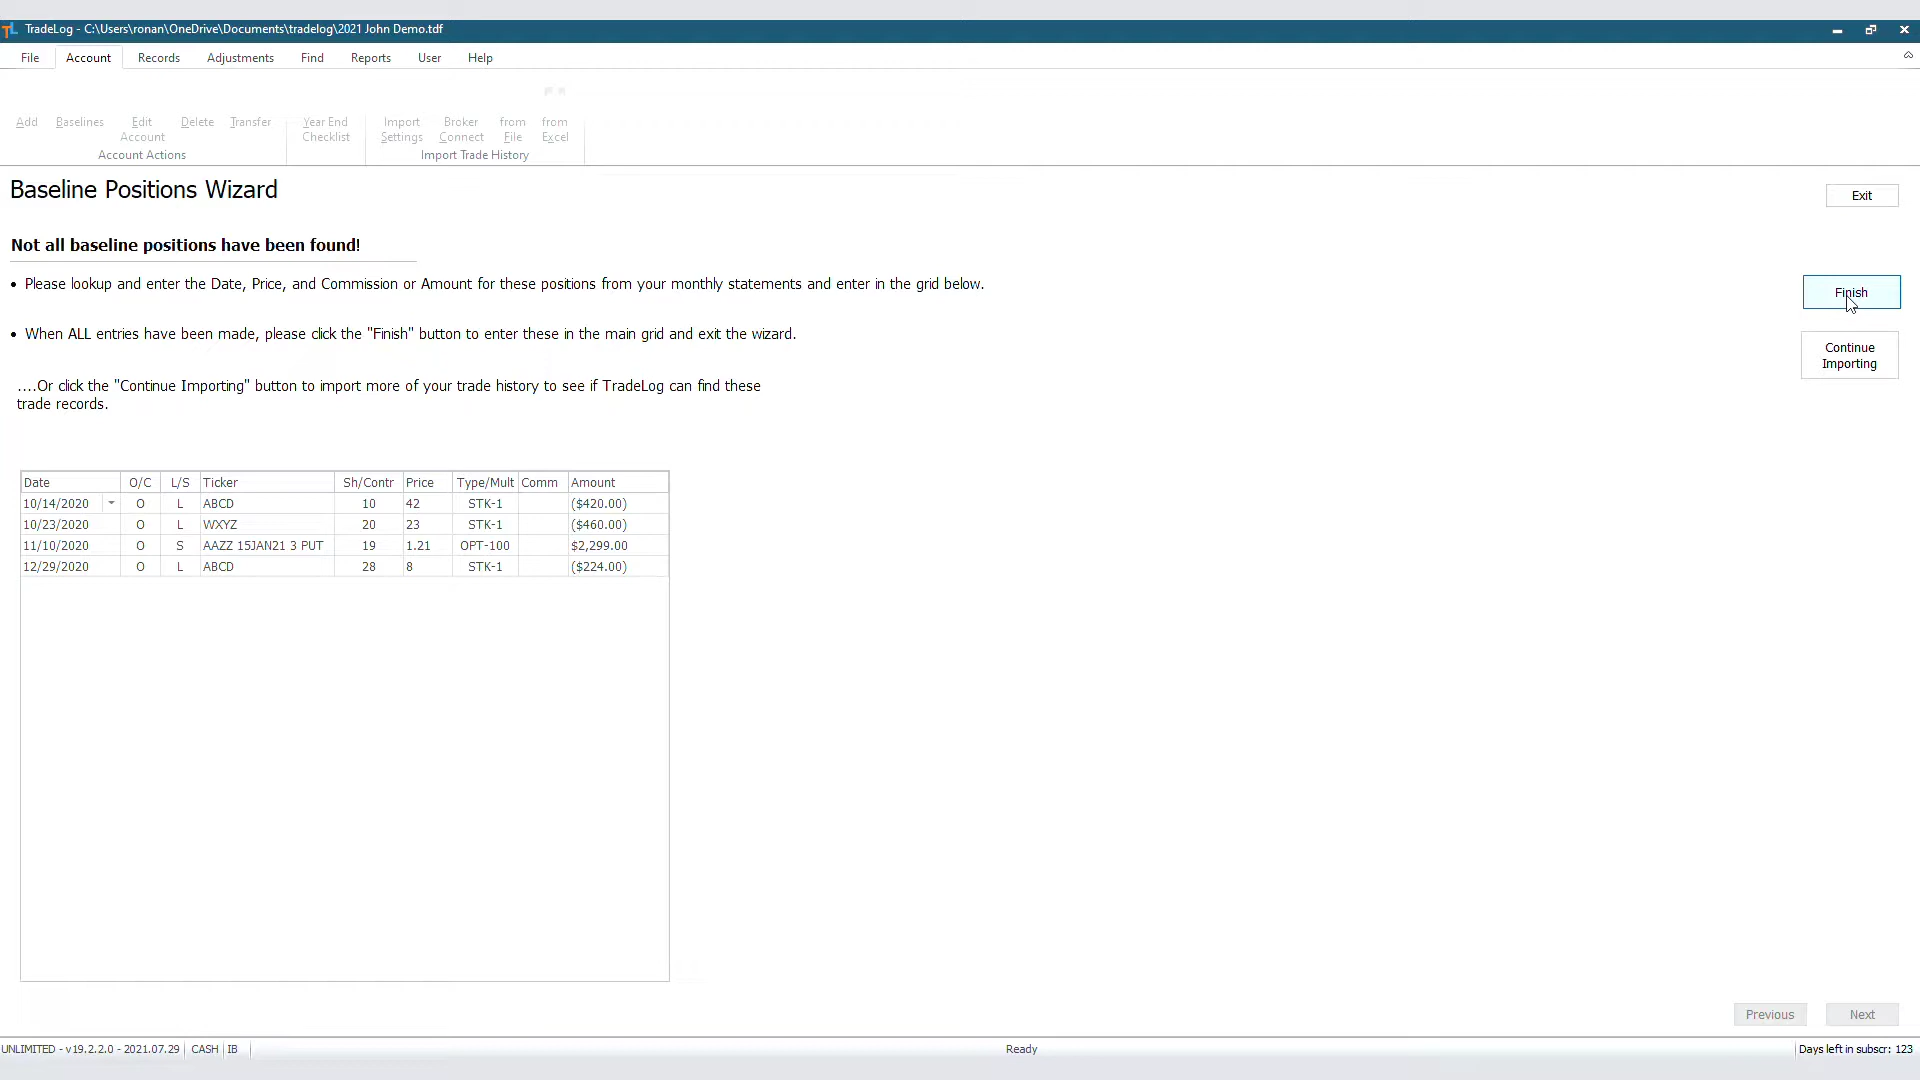 TradeLog - C:\Users\ronan\OneDrive\Documents\tradelog\2021 John Demo.tdf
File Account Records Adjustments Find Reports User Help
Add Baselines Edit Account Delete Transfer Year End Checklist Import Settings Broker Connect from File from Excel
Account Actions Import Trade History
Baseline Positions Wizard
Exit
Not all baseline positions have been found!
• Please lookup and enter the Date, Price, and Commission or Amount for these positions from your monthly statements and enter in the grid below.
Finish
• When ALL entries have been made, please click the "Finish" button to enter these in the main grid and exit the wizard.
Continue
Importing
....Or click the "Continue Importing" button to import more of your trade history to see if TradeLog can find these
trade records.
Date O/C L/S Ticker Sh/Contr Price Type/Mult Comm Amount
10/14/2020 O L ABCD 10 42 STK-1 ($420.00)
10/23/2020 O L WXYZ 20 23 STK-1 ($460.00)
11/10/2020 O S AAZZ 15JAN21 3 PUT 19 1.21 OPT-100 $2,299.00
12/29/2020 O L ABCD 28 8 STK-1 ($224.00)
Previous Next
UNLIMITED - v19.2.2.0 - 2021.07.29 CASH IB Ready Days left in subscr: 123